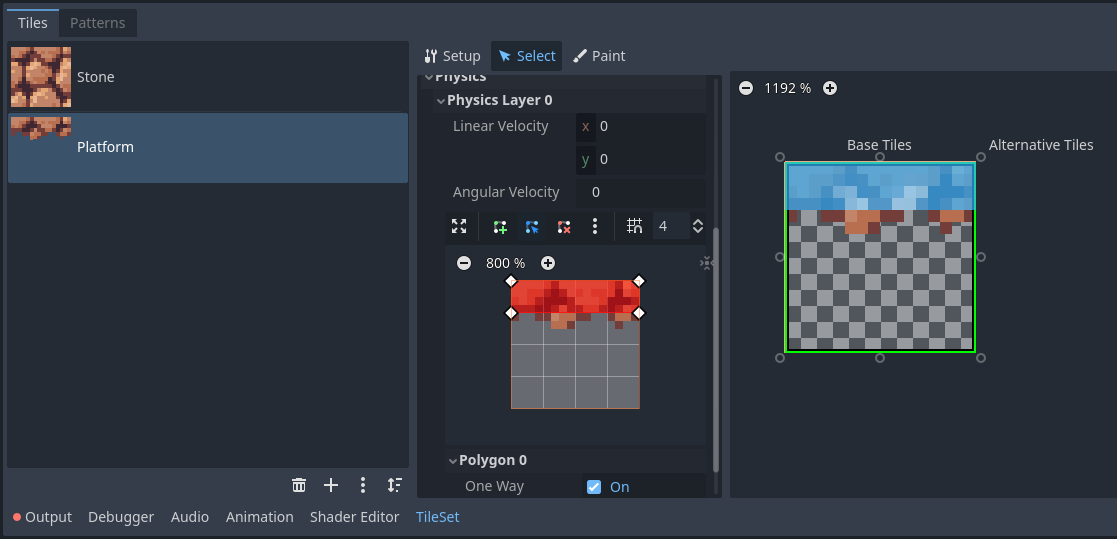 Tiles Patterns
Stone
Platform
Setup Select Paint
Physics
Physics Layer 0
Linear Velocity x 0
y 0
Angular Velocity 0
4
800 %
Polygon 0
One Way On
1192 %
Base Tiles Alternative Tiles
Output Debugger Audio Animation Shader Editor TileSet